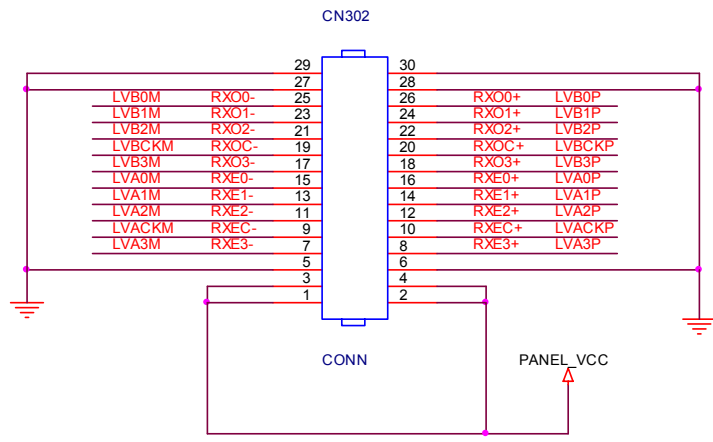 CN302
29 30
27 28
LVB0M RXO0- 25 26 RXO0+ LVB0P
LVB1M RXO1- 23 24 RXO1+ LVB1P
LVB2M RXO2- 21 22 RXO2+ LVB2P
LVBCKM RXOC- 19 20 RXOC+ LVBCKP
LVB3M RXO3- 17 18 RXO3+ LVB3P
LVA0M RXE0- 15 16 RXE0+ LVA0P
LVA1M RXE1- 13 14 RXE1+ LVA1P
LVA2M RXE2- 11 12 RXE2+ LVA2P
LVACKM RXEC- 9 10 RXEC+ LVACKP
LVA3M RXE3- 7 8 RXE3+ LVA3P
5 6
3 4
1 2
CONN
PANEL_VCC